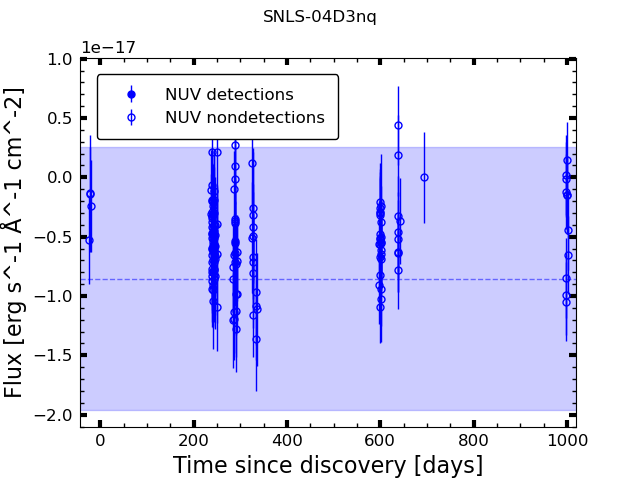 SNLS-04D3nq
1e−17
1.0
0.5
0.0
−0.5
−1.0
−1.5
−2.0
Flux [erg s^-1 Å^-1 cm^-2]
NUV detections
NUV nondetections
0 200 400 600 800 1000
Time since discovery [days]